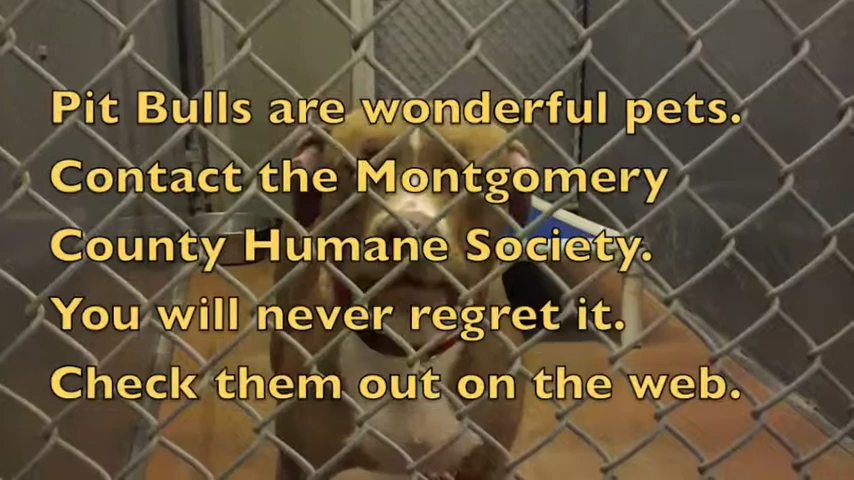 Pit Bulls are wonderful pets.
Contact the Montgomery
County Humane Society.
You will never regret it.
Check them out on the web.